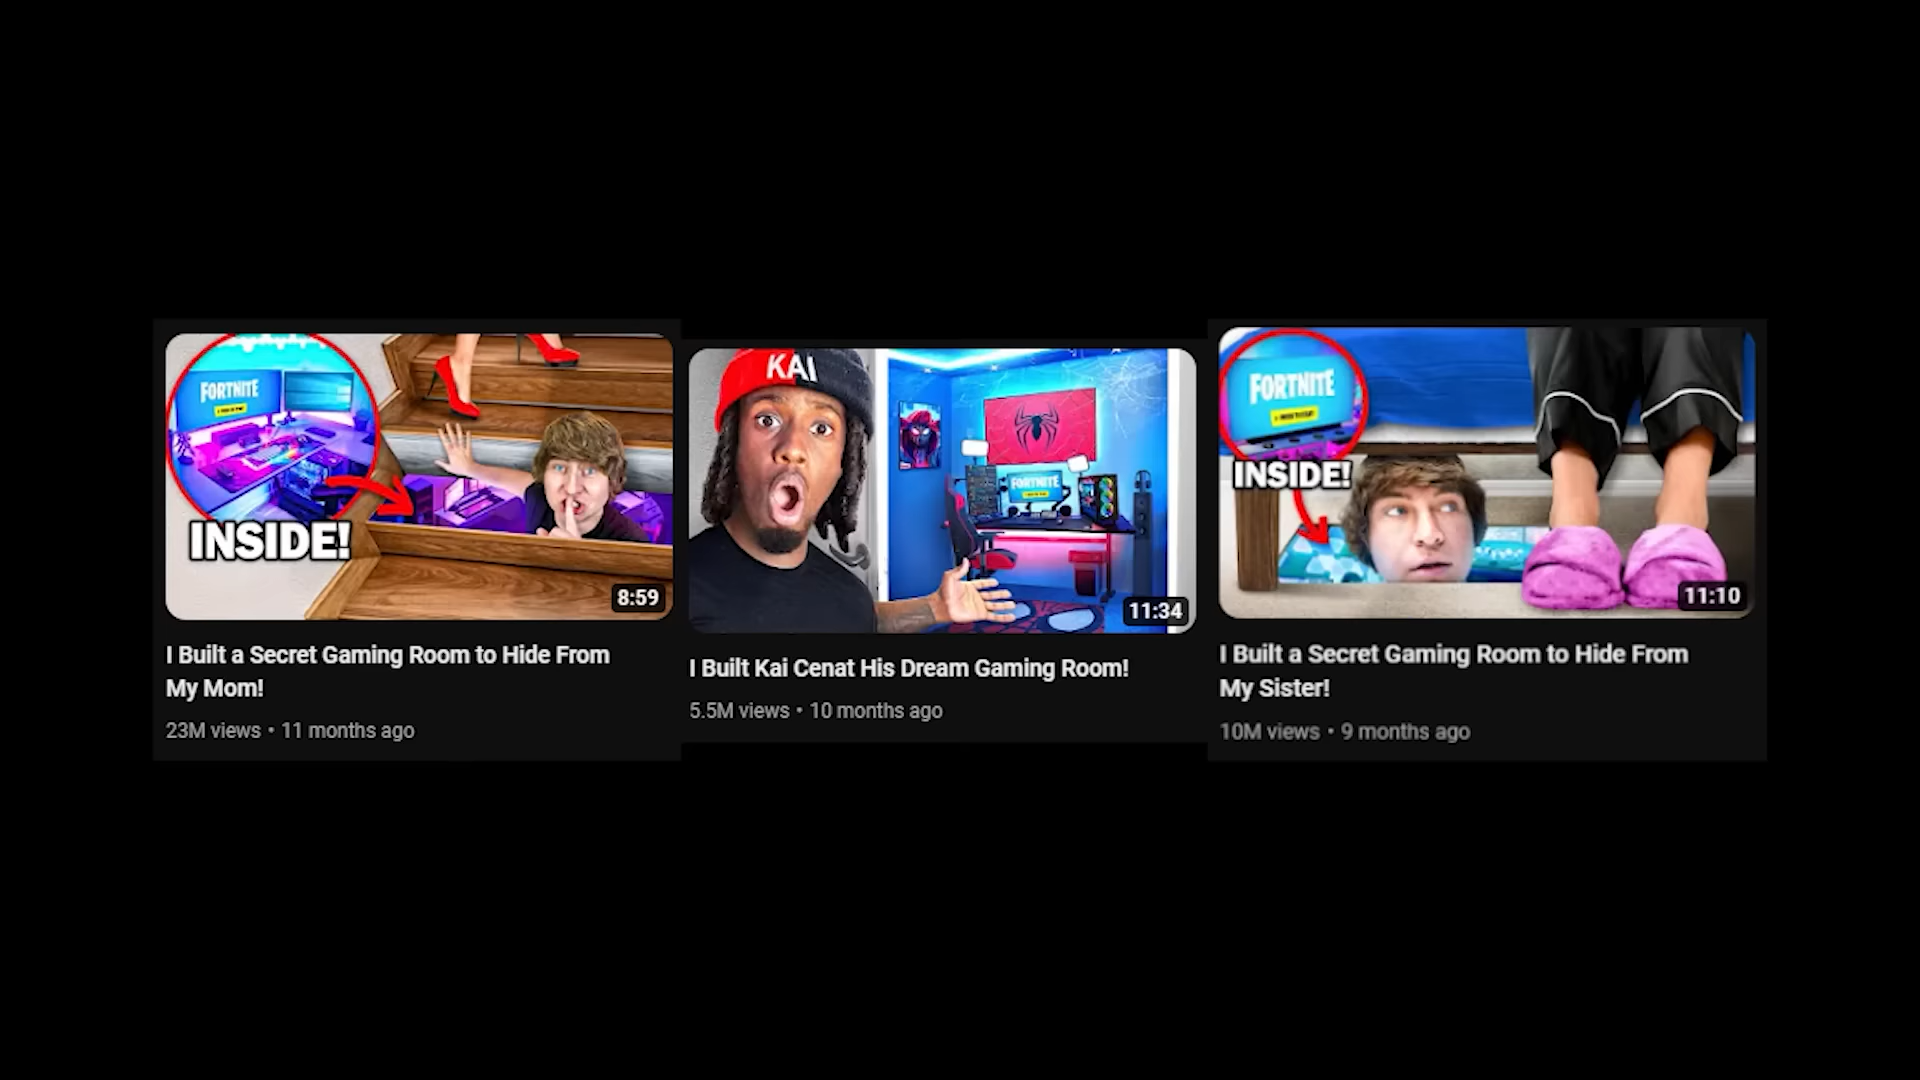 FORTNITE
INSIDE!
8:59
I Built a Secret Gaming Room to Hide From
My Mom!
23M views • 11 months ago
KAI
FORTNITE
11:34
I Built Kai Cenat His Dream Gaming Room!
5.5M views • 10 months ago
FORTNITE
INSIDE!
11:10
I Built a Secret Gaming Room to Hide From
My Sister!
10M views • 9 months ago